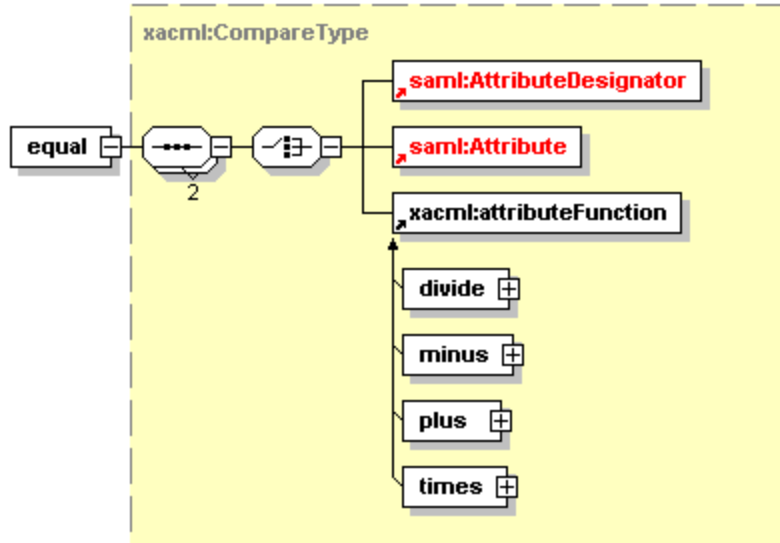 xacml:CompareType
saml:AttributeDesignator
equal
saml:Attribute
2
xacml:attributeFunction
divide
minus
plus
times